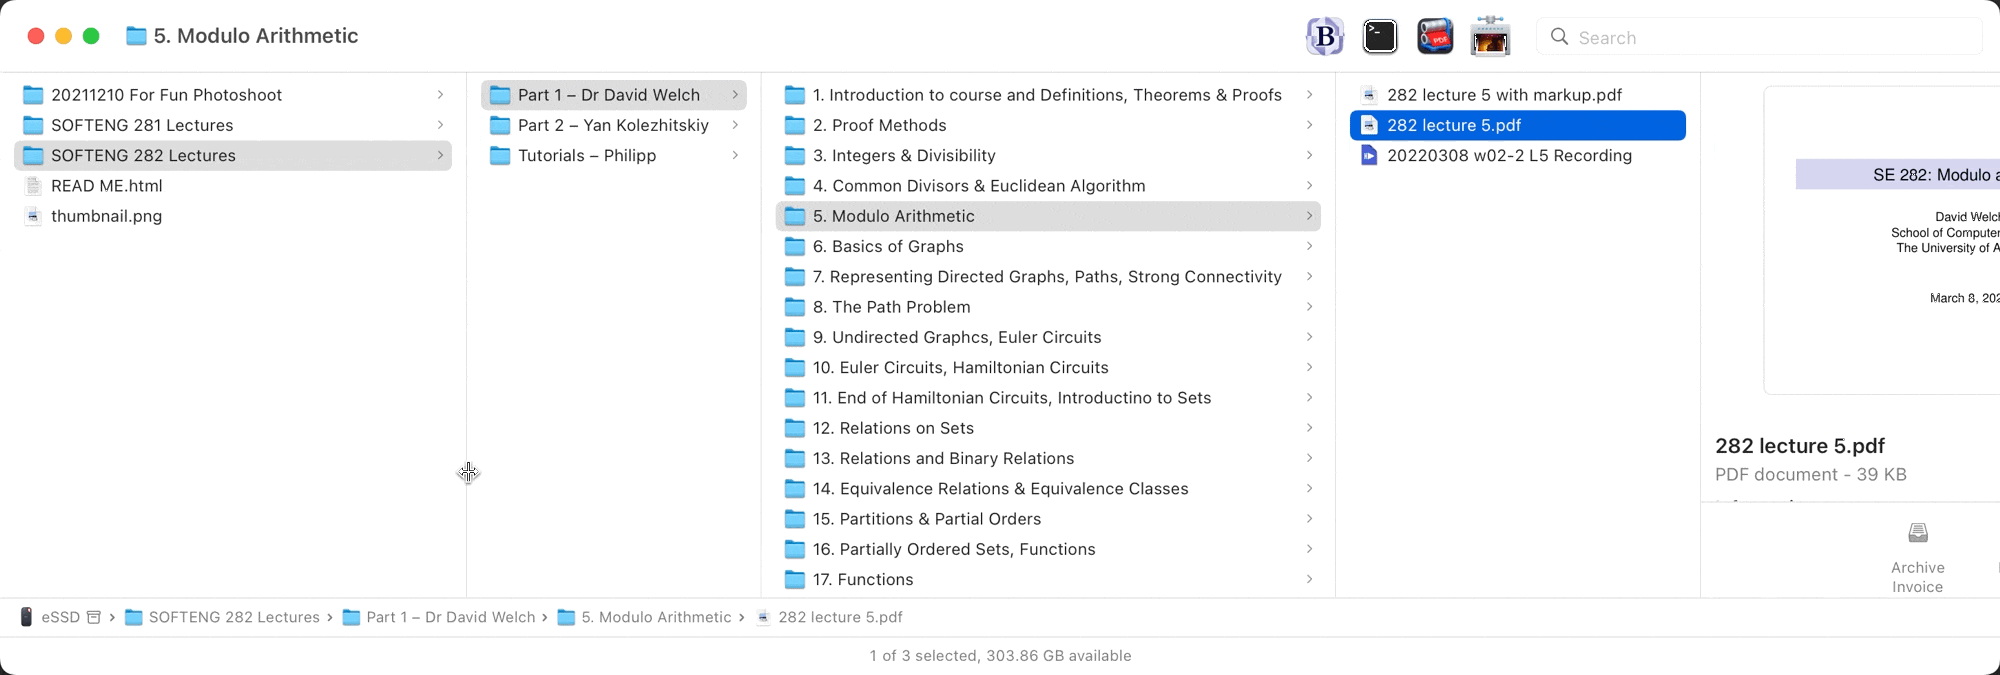 5. Modulo Arithmetic
B
>-
PDF
Search
20211210 For Fun Photoshoot
SOFTENG 281 Lectures
SOFTENG 282 Lectures
READ ME.html
thumbnail.png
Part 1 – Dr David Welch
Part 2 – Yan Kolezhitskiy
Tutorials – Philipp
1. Introduction to course and Definitions, Theorems & Proofs
2. Proof Methods
3. Integers & Divisibility
4. Common Divisors & Euclidean Algorithm
5. Modulo Arithmetic
6. Basics of Graphs
7. Representing Directed Graphs, Paths, Strong Connectivity
8. The Path Problem
9. Undirected Graphcs, Euler Circuits
10. Euler Circuits, Hamiltonian Circuits
11. End of Hamiltonian Circuits, Introductino to Sets
12. Relations on Sets
13. Relations and Binary Relations
14. Equivalence Relations & Equivalence Classes
15. Partitions & Partial Orders
16. Partially Ordered Sets, Functions
17. Functions
282 lecture 5 with markup.pdf
282 lecture 5.pdf
20220308 w02-2 L5 Recording
SE 282: Modulo a
David Welch
School of Computer
The University of A
March 8, 202
282 lecture 5.pdf
PDF document - 39 KB
Archive
Invoice
eSSD › SOFTENG 282 Lectures › Part 1 – Dr David Welch › 5. Modulo Arithmetic › 282 lecture 5.pdf
1 of 3 selected, 303.86 GB available